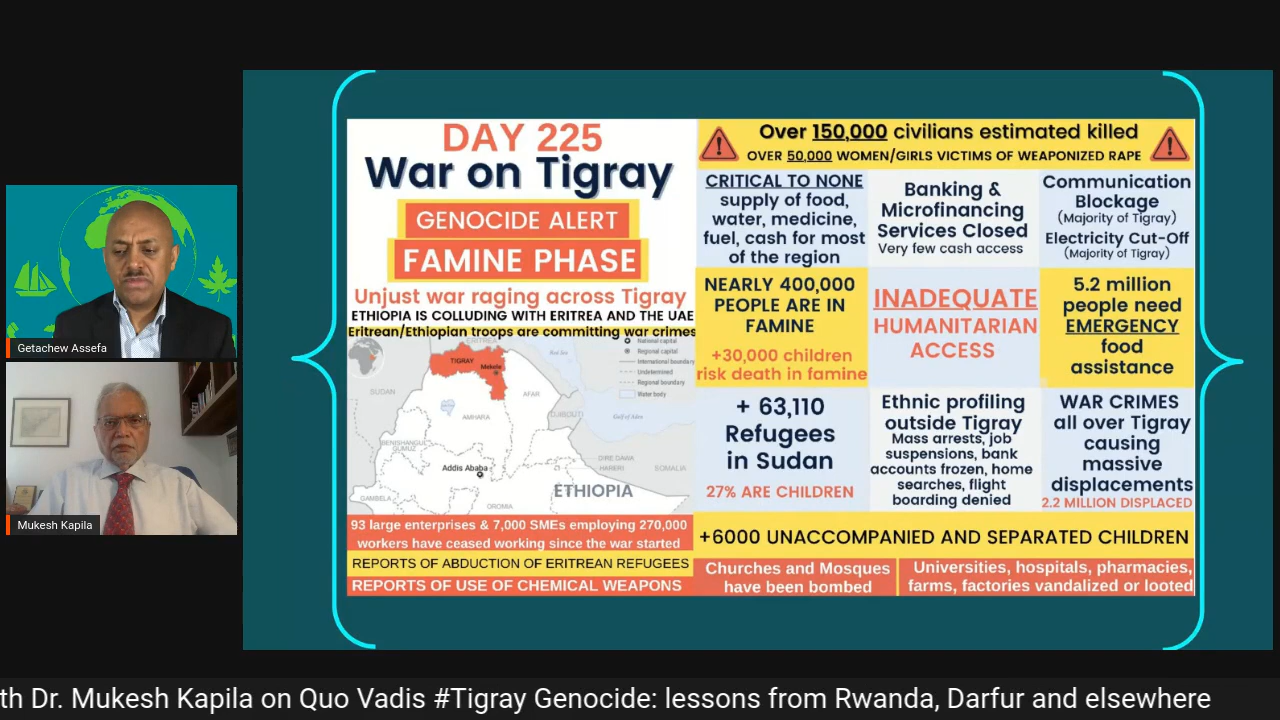 Getachew Assefa
Mukesh Kapila
DAY 225
War on Tigray
GENOCIDE ALERT
FAMINE PHASE
Unjust war raging across Tigray
ETHIOPIA IS COLLUDING WITH ERITREA AND THE UAE
Eritrean/Ethiopian troops are committing war crimes
ERITREA
National capital
Regional capital
International boundary
Undetermined
Regional boundary
Water body
Red Sea
TIGRAY
Mekele
SUDAN
AFAR
AMHARA
DJIBOUTI
Gulf of Aden
BENISHANGUL
GUMUZ
DIRE DAWA
Addis Ababa
HARERI
SOMALIA
GAMBELA
ETHIOPIA
OROMIA
93 large enterprises & 7,000 SMEs employing 270,000
workers have ceased working since the war started
REPORTS OF ABDUCTION OF ERITREAN REFUGEES
REPORTS OF USE OF CHEMICAL WEAPONS
Over 150,000 civilians estimated killed
OVER 50,000 WOMEN/GIRLS VICTIMS OF WEAPONIZED RAPE
CRITICAL TO NONE
supply of food,
water, medicine,
fuel, cash for most
of the region
Banking &
Microfinancing
Services Closed
Very few cash access
Communication
Blockage
(Majority of Tigray)
Electricity Cut-Off
(Majority of Tigray)
NEARLY 400,000
PEOPLE ARE IN
FAMINE
+30,000 children
risk death in famine
INADEQUATE
HUMANITARIAN
ACCESS
5.2 million
people need
EMERGENCY
food
assistance
+ 63,110
Refugees
in Sudan
27% ARE CHILDREN
Ethnic profiling
outside Tigray
Mass arrests, job
suspensions, bank
accounts frozen, home
searches, flight
boarding denied
WAR CRIMES
all over Tigray
causing
massive
displacements
2.2 MILLION DISPLACED
+6000 UNACCOMPANIED AND SEPARATED CHILDREN
Churches and Mosques
have been bombed
Universities, hospitals, pharmacies,
farms, factories vandalized or looted
th Dr. Mukesh Kapila on Quo Vadis #Tigray Genocide: lessons from Rwanda, Darfur and elsewhere